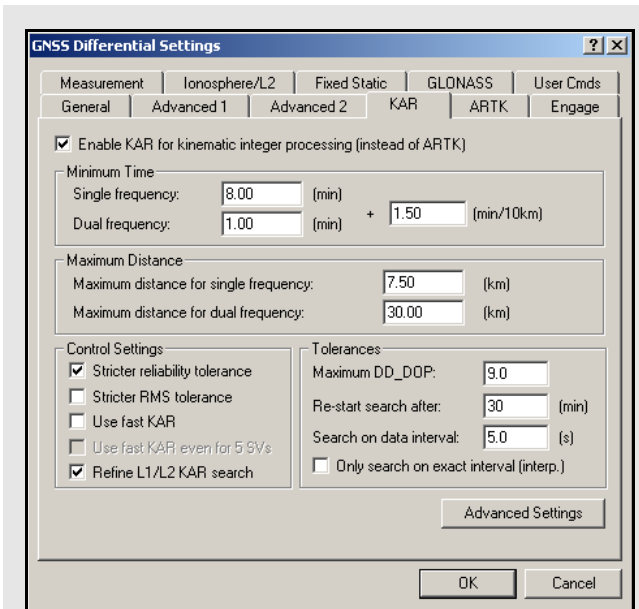 GNSS Differential Settings
Measurement Ionosphere/L2 Fixed Static GLONASS User Cmds
General Advanced 1 Advanced 2 KAR ARTK Engage
Enable KAR for kinematic integer processing (instead of ARTK)
Minimum Time
Single frequency: 8.00 (min)
Dual frequency: 1.00 (min) + 1.50 (min/10km)
Maximum Distance
Maximum distance for single frequency: 7.50 (km)
Maximum distance for dual frequency: 30.00 (km)
Control Settings
Stricter reliability tolerance
Stricter RMS tolerance
Use fast KAR
Use fast KAR even for 5 SVs
Refine L1/L2 KAR search
Tolerances
Maximum DD_DOP: 9.0
Re-start search after: 30 (min)
Search on data interval: 5.0 (s)
Only search on exact interval (interp.)
Advanced Settings
OK Cancel